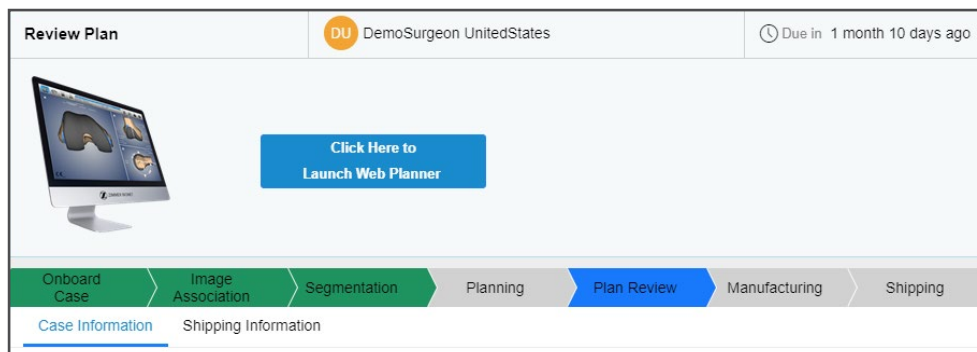 Review Plan
DU DemoSurgeon UnitedStates
Due in 1 month 10 days ago
Click Here to
Launch Web Planner
Onboard
Case
Image
Association
Segmentation
Planning
Plan Review
Manufacturing
Shipping
Case Information
Shipping Information